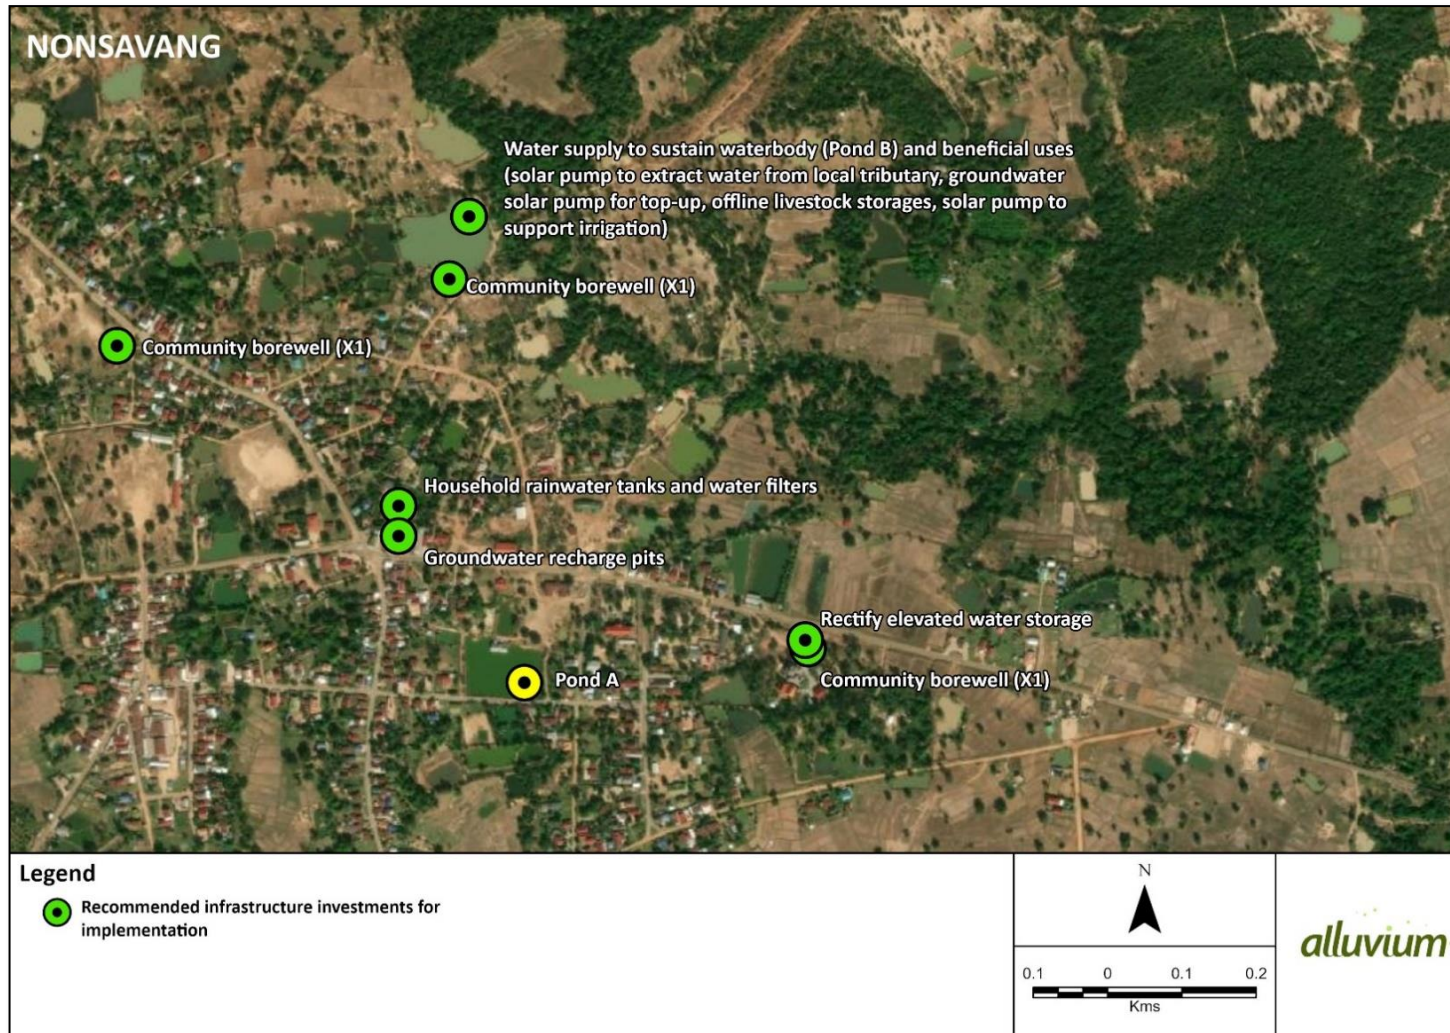 NONSAVANG
Water supply to sustain waterbody (Pond B) and beneficial uses
(solar pump to extract water from local tributary, groundwater
solar pump for top-up, offline livestock storages, solar pump to
support irrigation)
Community borewell (X1)
Community borewell (X1)
Household rainwater tanks and water filters
Groundwater recharge pits
Rectify elevated water storage
Pond A
Community borewell (X1)
Legend
Recommended infrastructure investments for
implementation
N
0.1 0 0.1 0.2
Kms
alluvium